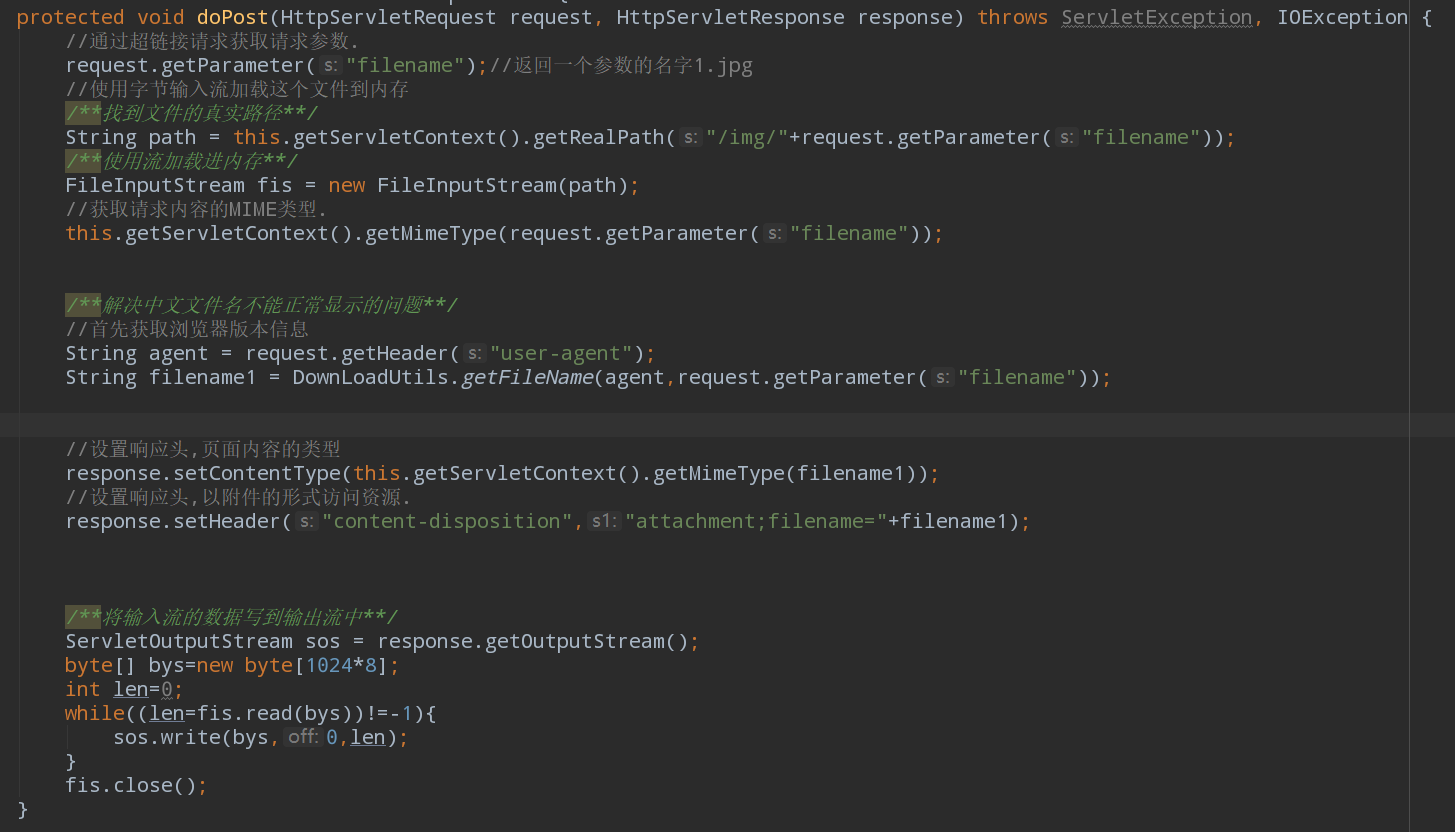 protected void doPost(HttpServletRequest request, HttpServletResponse response) throws ServletException, IOException {
//通过超链接请求获取请求参数.
request.getParameter( s: "filename");//返回一个参数的名字1.jpg
//使用字节输入流加载这个文件到内存
/**找到文件的真实路径**/
String path = this.getServletContext().getRealPath( s: "/img/"+request.getParameter( s: "filename"));
/**使用流加载进内存**/
FileInputStream fis = new FileInputStream(path);
//获取请求内容的MIME类型.
this.getServletContext().getMimeType(request.getParameter( s: "filename"));
/**解决中文文件名不能正常显示的问题**/
//首先获取浏览器版本信息
String agent = request.getHeader( s: "user-agent");
String filename1 = DownLoadUtils.getFileName(agent,request.getParameter( s: "filename"));
//设置响应头,页面内容的类型
response.setContentType(this.getServletContext().getMimeType(filename1));
//设置响应头,以附件的形式访问资源.
response.setHeader( s: "content-disposition", s1: "attachment;filename="+filename1);
/**将输入流的数据写到输出流中**/
ServletOutputStream sos = response.getOutputStream();
byte[] bys=new byte[1024*8];
int len=0;
while((len=fis.read(bys))!=-1){
sos.write(bys, off: 0,len);
}
fis.close();
}